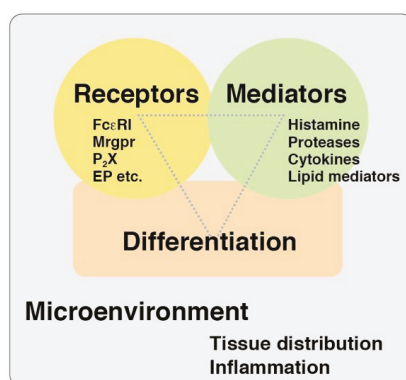 Receptors
FcεRI
Mrgpr
P₂X
EP etc.
Mediators
Histamine
Proteases
Cytokines
Lipid mediators
Differentiation
Microenvironment
Tissue distribution
Inflammation